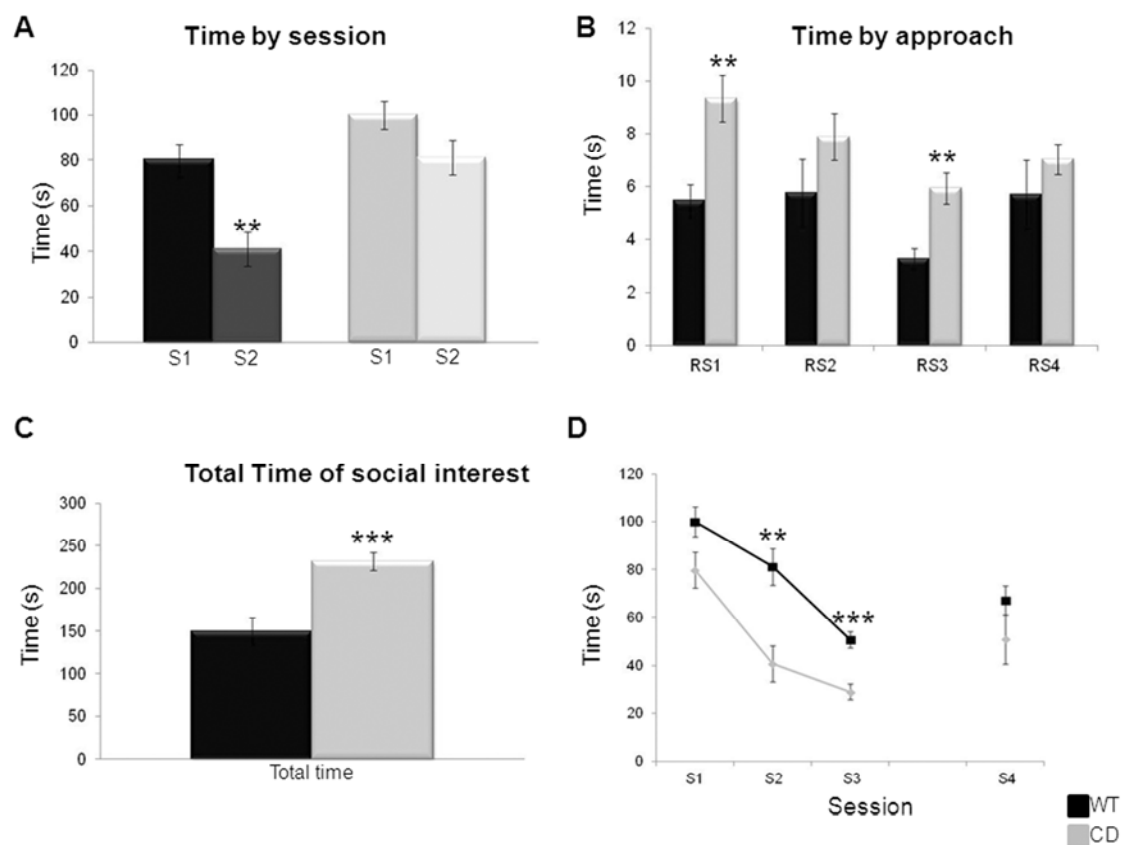 A
Time by session
Time (s)
120
100
80
60
40
20
0
**
S1
S2
S1
S2
B
Time by approach
Time (s)
12
10
8
6
4
2
0
**
**
RS1
RS2
RS3
RS4
C
Total Time of social interest
Time (s)
300
250
200
150
100
50
0
***
Total time
D
Time (s)
120
100
80
60
40
20
0
**
***
S1
S2
S3
S4
Session
WT
CD